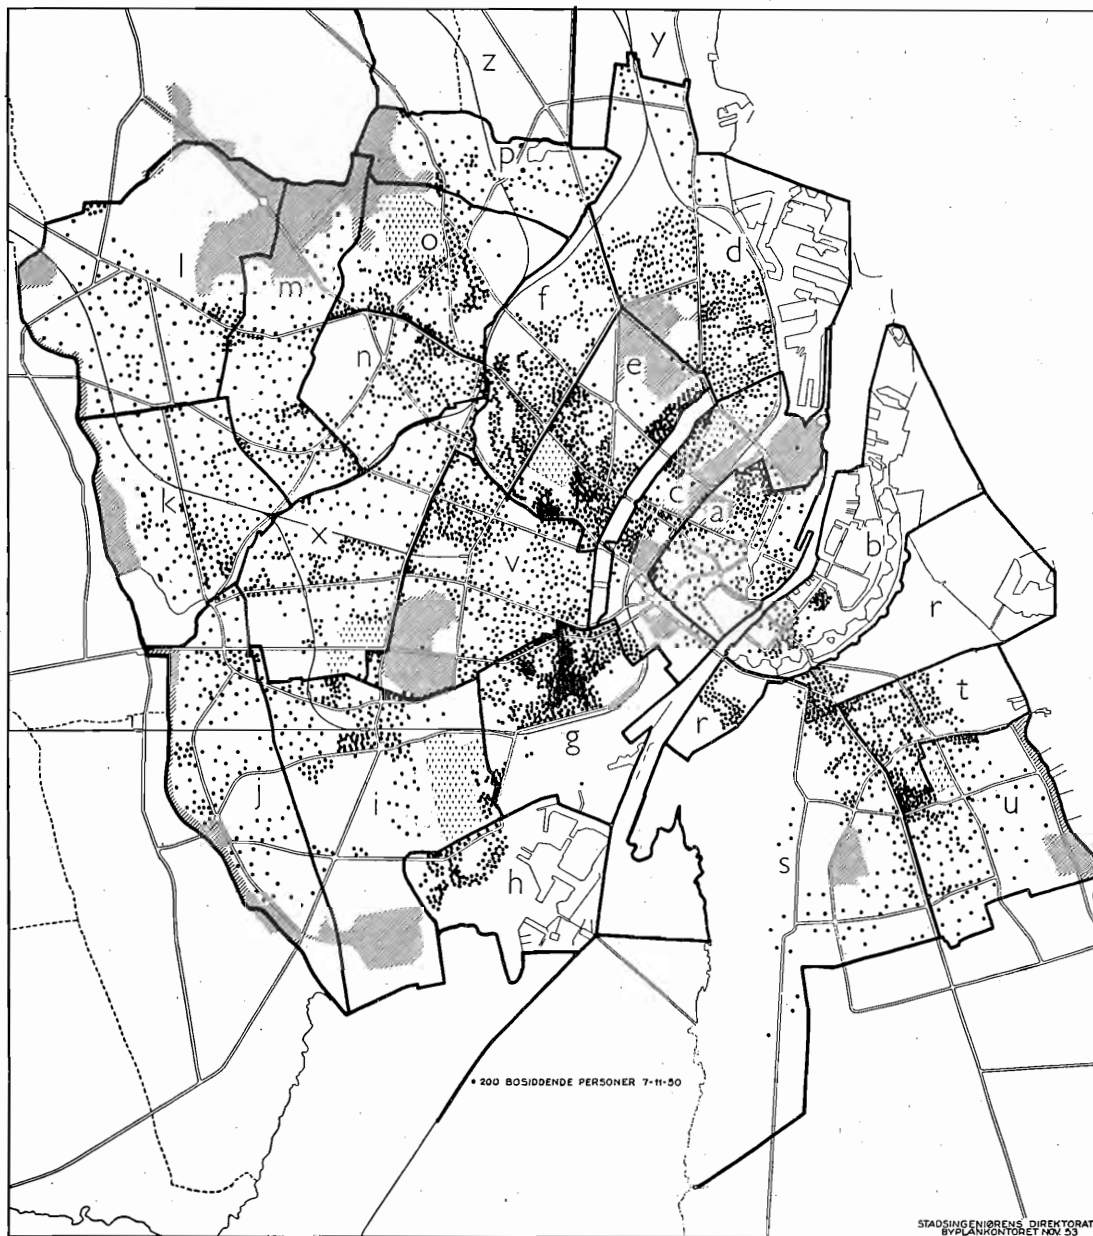 z
y
p
o
l
m
d
f
n
e
k
c
a
x
v
b
r
t
r
g
j
i
u
s
h
• 200 BOSIDDENDE PERSONER 7-11-50
STADSINGENIØRENS DIREKTORAT
BYPLANKONTORET NOV. 53